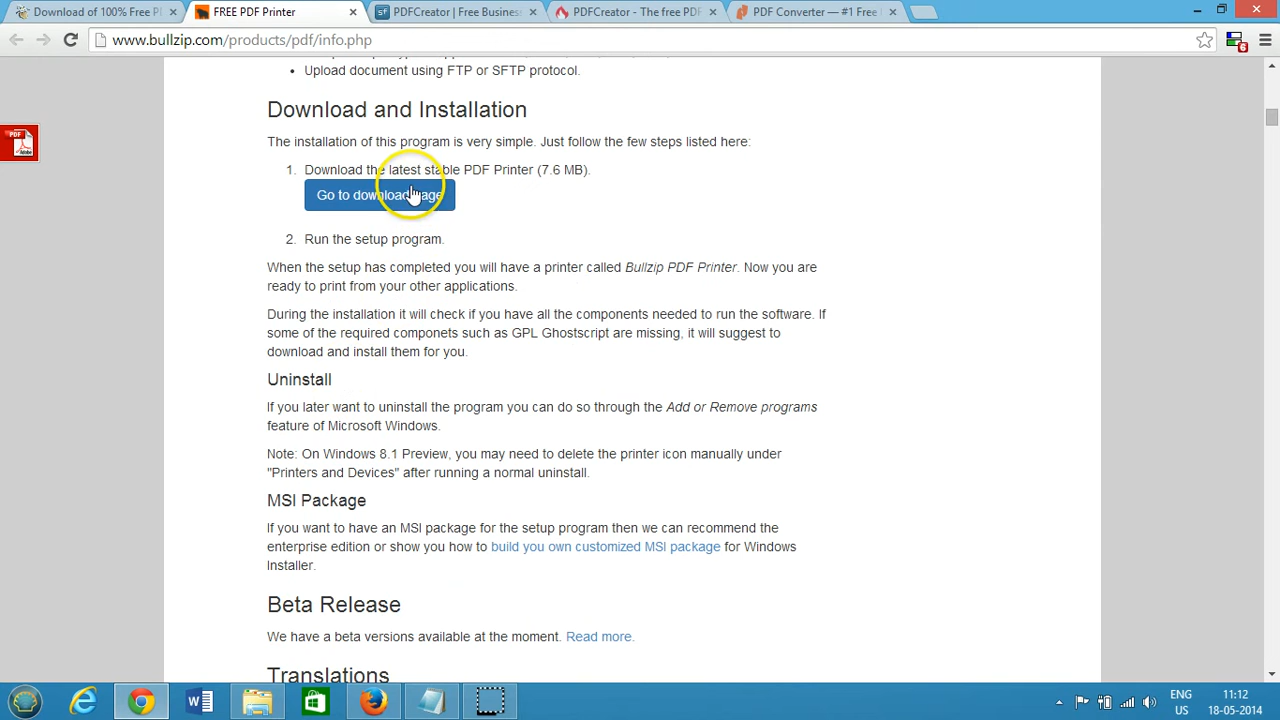 Download of 100% Free P
FREE PDF Printer
PDFCreator | Free Busines
PDFCreator - The free PD
PDF Converter — #1 Free
www.bullzip.com/products/pdf/info.php
6
Upload document using FTP or SFTP protocol.
PDF
Adobe
Download and Installation
The installation of this program is very simple. Just follow the few steps listed here:
1. Download the latest stable PDF Printer (7.6 MB).
Go to download page
2. Run the setup program.
When the setup has completed you will have a printer called Bullzip PDF Printer. Now you are
ready to print from your other applications.
During the installation it will check if you have all the components needed to run the software. If
some of the required componets such as GPL Ghostscript are missing, it will suggest to
download and install them for you.
Uninstall
If you later want to uninstall the program you can do so through the Add or Remove programs
feature of Microsoft Windows.
Note: On Windows 8.1 Preview, you may need to delete the printer icon manually under
"Printers and Devices" after running a normal uninstall.
MSI Package
If you want to have an MSI package for the setup program then we can recommend the
enterprise edition or show you how to build you own customized MSI package for Windows
Installer.
Beta Release
We have a beta versions available at the moment. Read more.
Translations
ENG
US
11:12
18-05-2014